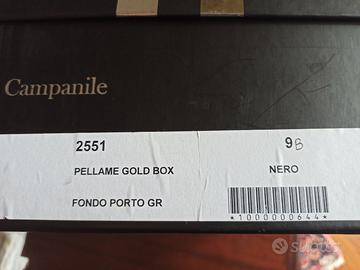 Campanile
2551
9B
PELLAME GOLD BOX
NERO
FONDO PORTO GR
*1000000644*
subito